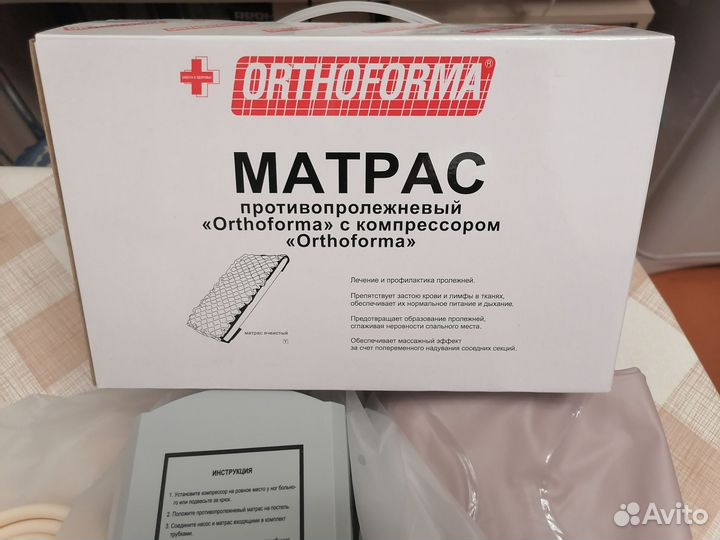 ORTHOFORMA®
МАТРАС
противопролежневый
«Orthoforma» с компрессором
«Orthoforma»
Лечение и профилактика пролежней.
Препятствует застою крови и лимфы в тканях,
обеспечивает их нормальное питание и дыхание.
Предотвращает образование пролежней,
сглаживая неровности спального места.
Обеспечивает массажный эффект
за счет попеременного надувания соседних секций.
матрас ячеистый
ИНСТРУКЦИЯ
1. Установите компрессор на ровное место у ног больно-
го или подвесьте за крюк.
2. Положите противопролежневый матрас на постель.
3. Соедините насос и матрас входящими в комплект
трубками.
Avito